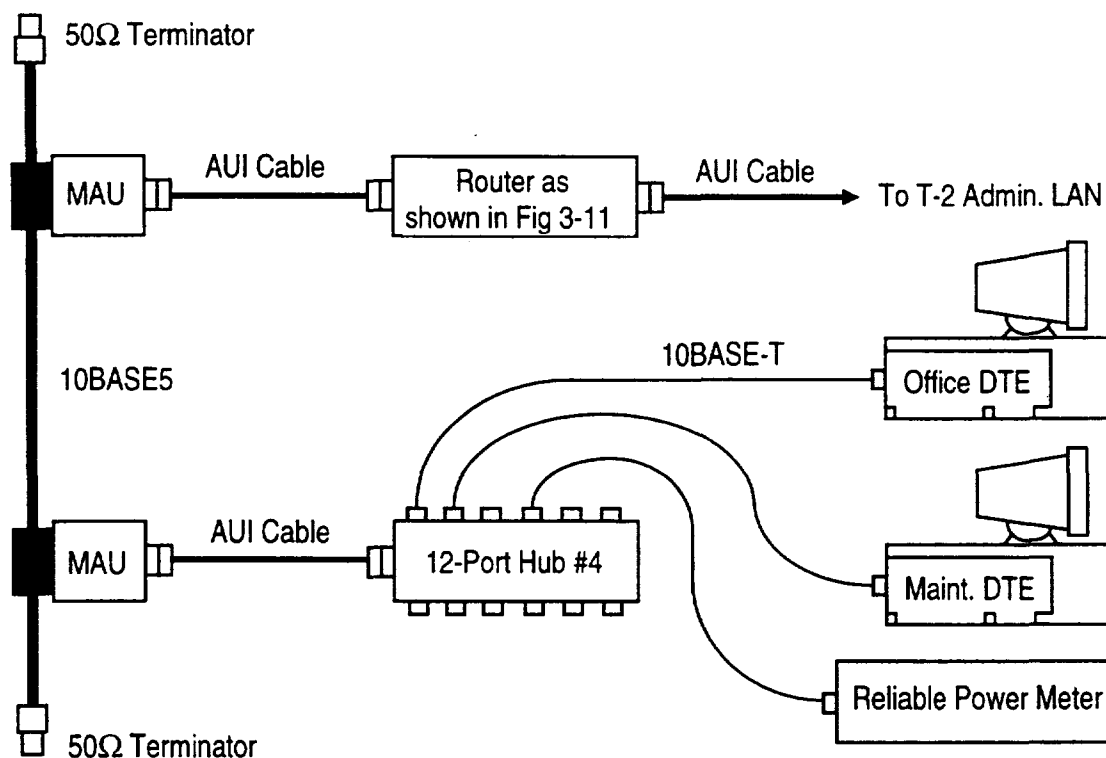 50Ω Terminator
MAU
AUI Cable
Router as
shown in Fig 3-11
AUI Cable
To T-2 Admin. LAN
10BASE5
10BASE-T
Office DTE
MAU
AUI Cable
12-Port Hub #4
Maint. DTE
Reliable Power Meter
50Ω Terminator